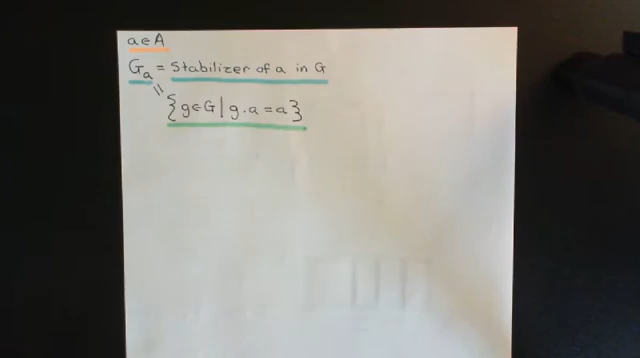 a∈A
Gₐ = Stabilizer of a in G
=
{g∈G | g·a = a}